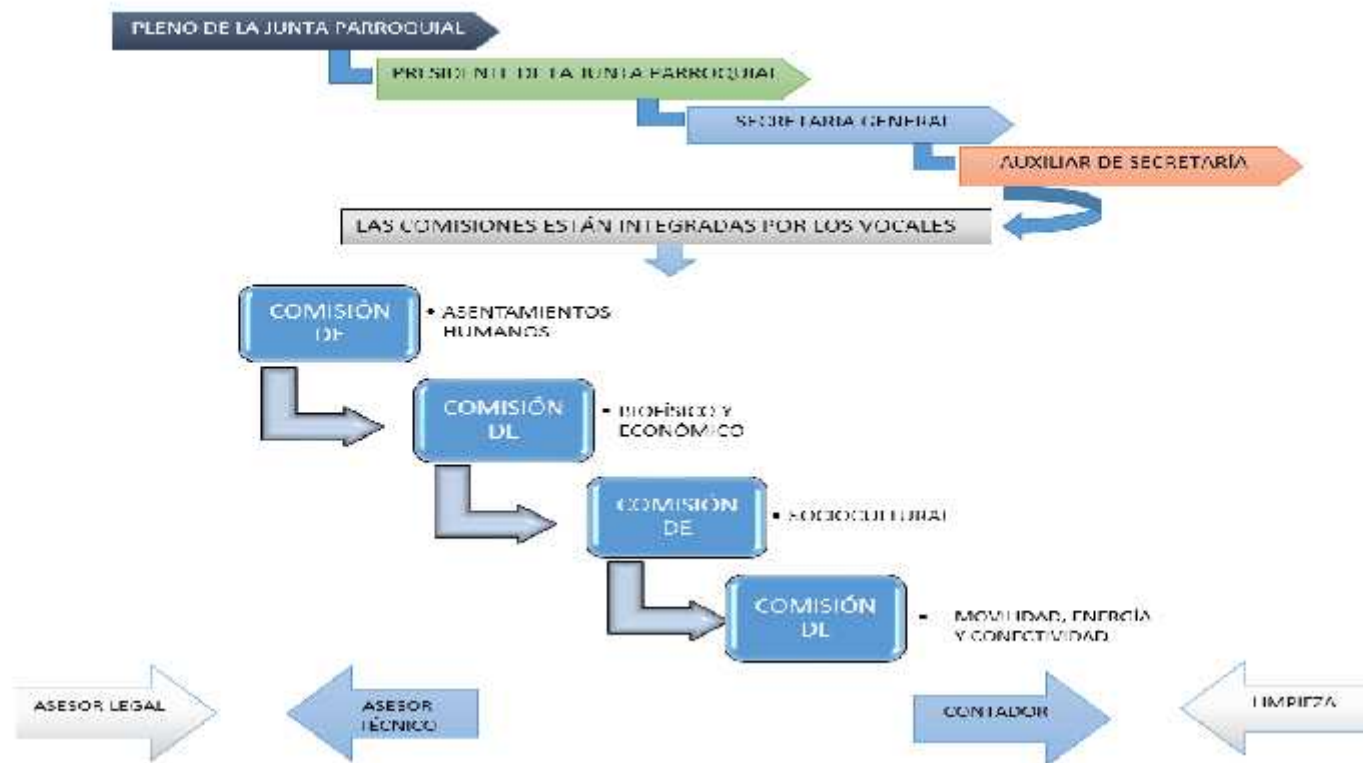 PLENO DE LA JUNTA PARROQUIAL
PRESIDENTE DE LA JUNTA PARROQUIAL
SECRETARIA GENERAL
AUXILIAR DE SECRETARÍA
LAS COMISIONES ESTÁN INTEGRADAS POR LOS VOCALES
COMISIÓN
DE
• ASENTAMIENTOS
HUMANOS
COMISIÓN
DE
• BIOFÍSICO Y
ECONÓMICO
COMISIÓN
DE
• SOCIOCULTURAL
COMISIÓN
DE
• MOVILIDAD, ENERGÍA
Y CONECTIVIDAD
ASESOR LEGAL
ASESOR
TÉCNICO
CONTADOR
LIMPIEZA